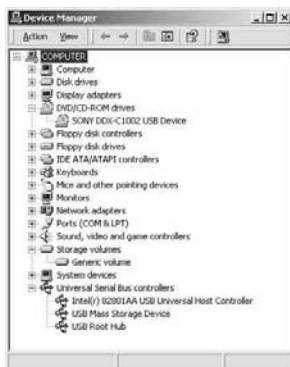 Device Manager
Action View
COMPUTER
Computer
Disk drives
Display adapters
DVD/CD-ROM drives
SONY DDX-C1002 USB Device
Floppy disk controllers
Floppy disk drives
IDE ATA/ATAPI controllers
Keyboards
Mice and other pointing devices
Monitors
Network adapters
Ports (COM & LPT)
Sound, video and game controllers
Storage volumes
Generic volume
System devices
Universal Serial Bus controllers
Intel(r) 82801AA USB Universal Host Controller
USB Mass Storage Device
USB Root Hub